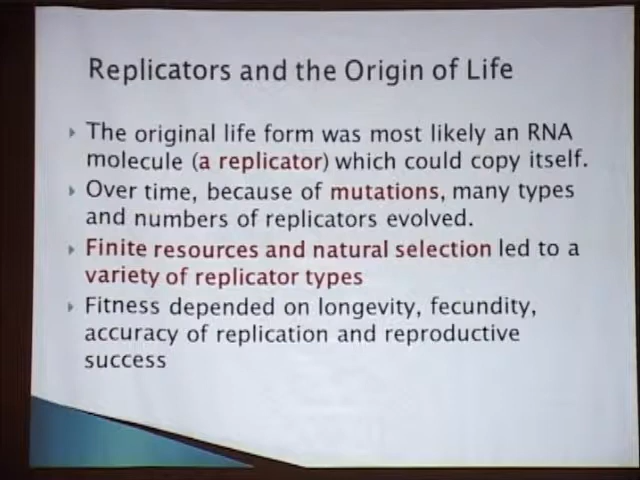 Replicators and the Origin of Life
The original life form was most likely an RNA
molecule (a replicator) which could copy itself.
Over time, because of mutations, many types
and numbers of replicators evolved.
Finite resources and natural selection led to a
variety of replicator types
Fitness depended on longevity, fecundity,
accuracy of replication and reproductive
success